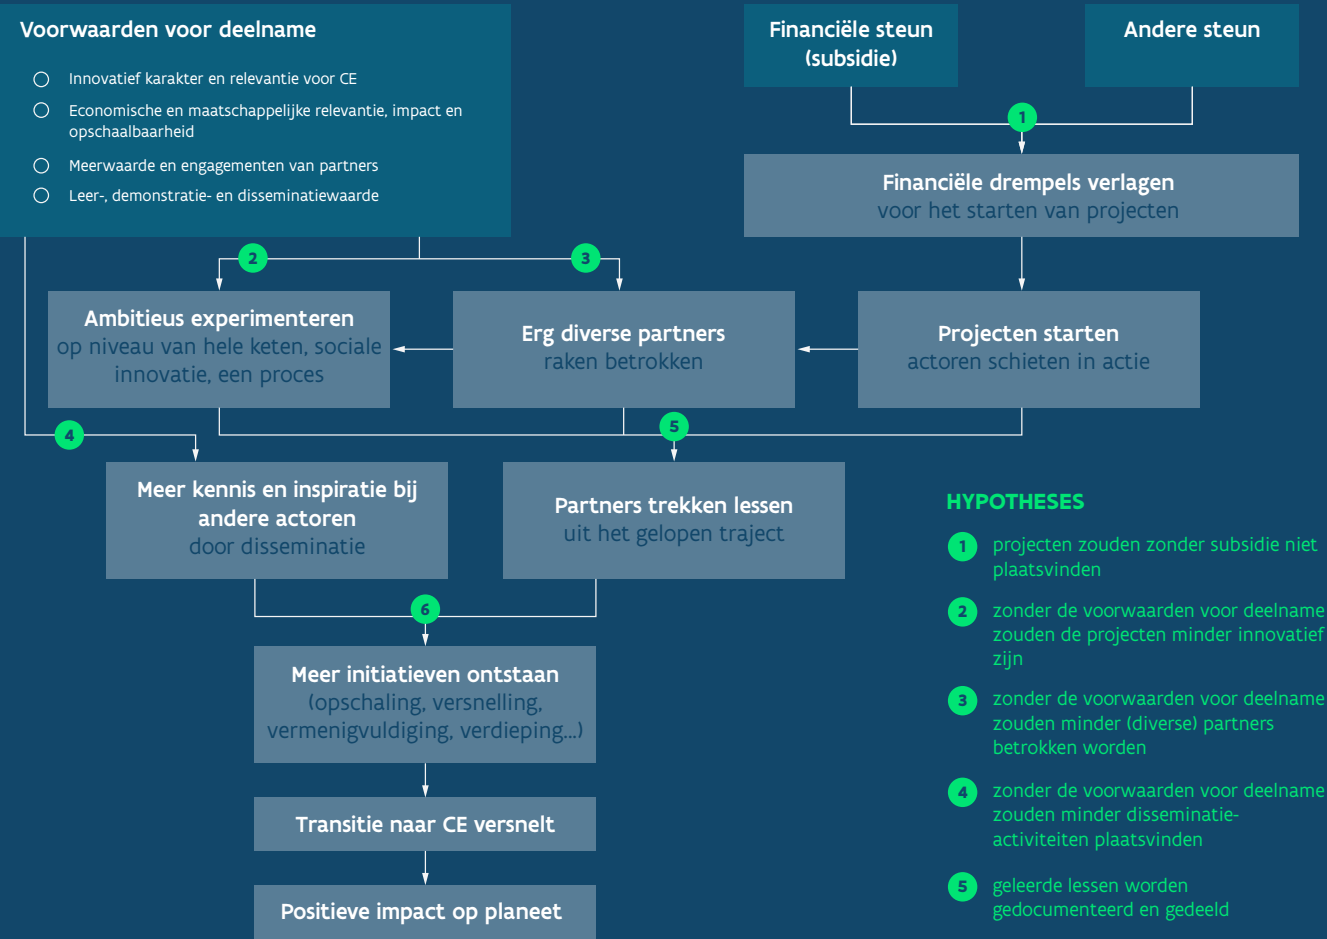 Voorwaarden voor deelname
Innovatief karakter en relevantie voor CE
Economische en maatschappelijke relevantie, impact en
opschaalbaarheid
Meerwaarde en engagementen van partners
Leer-, demonstratie- en disseminatiewaarde
Financiële steun
(subsidie)
Andere steun
1
Financiële drempels verlagen
voor het starten van projecten
2
3
Ambitieus experimenteren
op niveau van hele keten, sociale
innovatie, een proces
Erg diverse partners
raken betrokken
Projecten starten
actoren schieten in actie
4
5
Meer kennis en inspiratie bij
andere actoren
door disseminatie
Partners trekken lessen
uit het gelopen traject
6
Meer initiatieven ontstaan
(opschaling, versnelling,
vermenigvuldiging, verdieping...)
Transitie naar CE versnelt
Positieve impact op planeet
HYPOTHESES
1 projecten zouden zonder subsidie niet
plaatsvinden
2 zonder de voorwaarden voor deelname
zouden de projecten minder innovatief
zijn
3 zonder de voorwaarden voor deelname
zouden minder (diverse) partners
betrokken worden
4 zonder de voorwaarden voor deelname
zouden minder disseminatie-
activiteiten plaatsvinden
5 geleerde lessen worden
gedocumenteerd en gedeeld